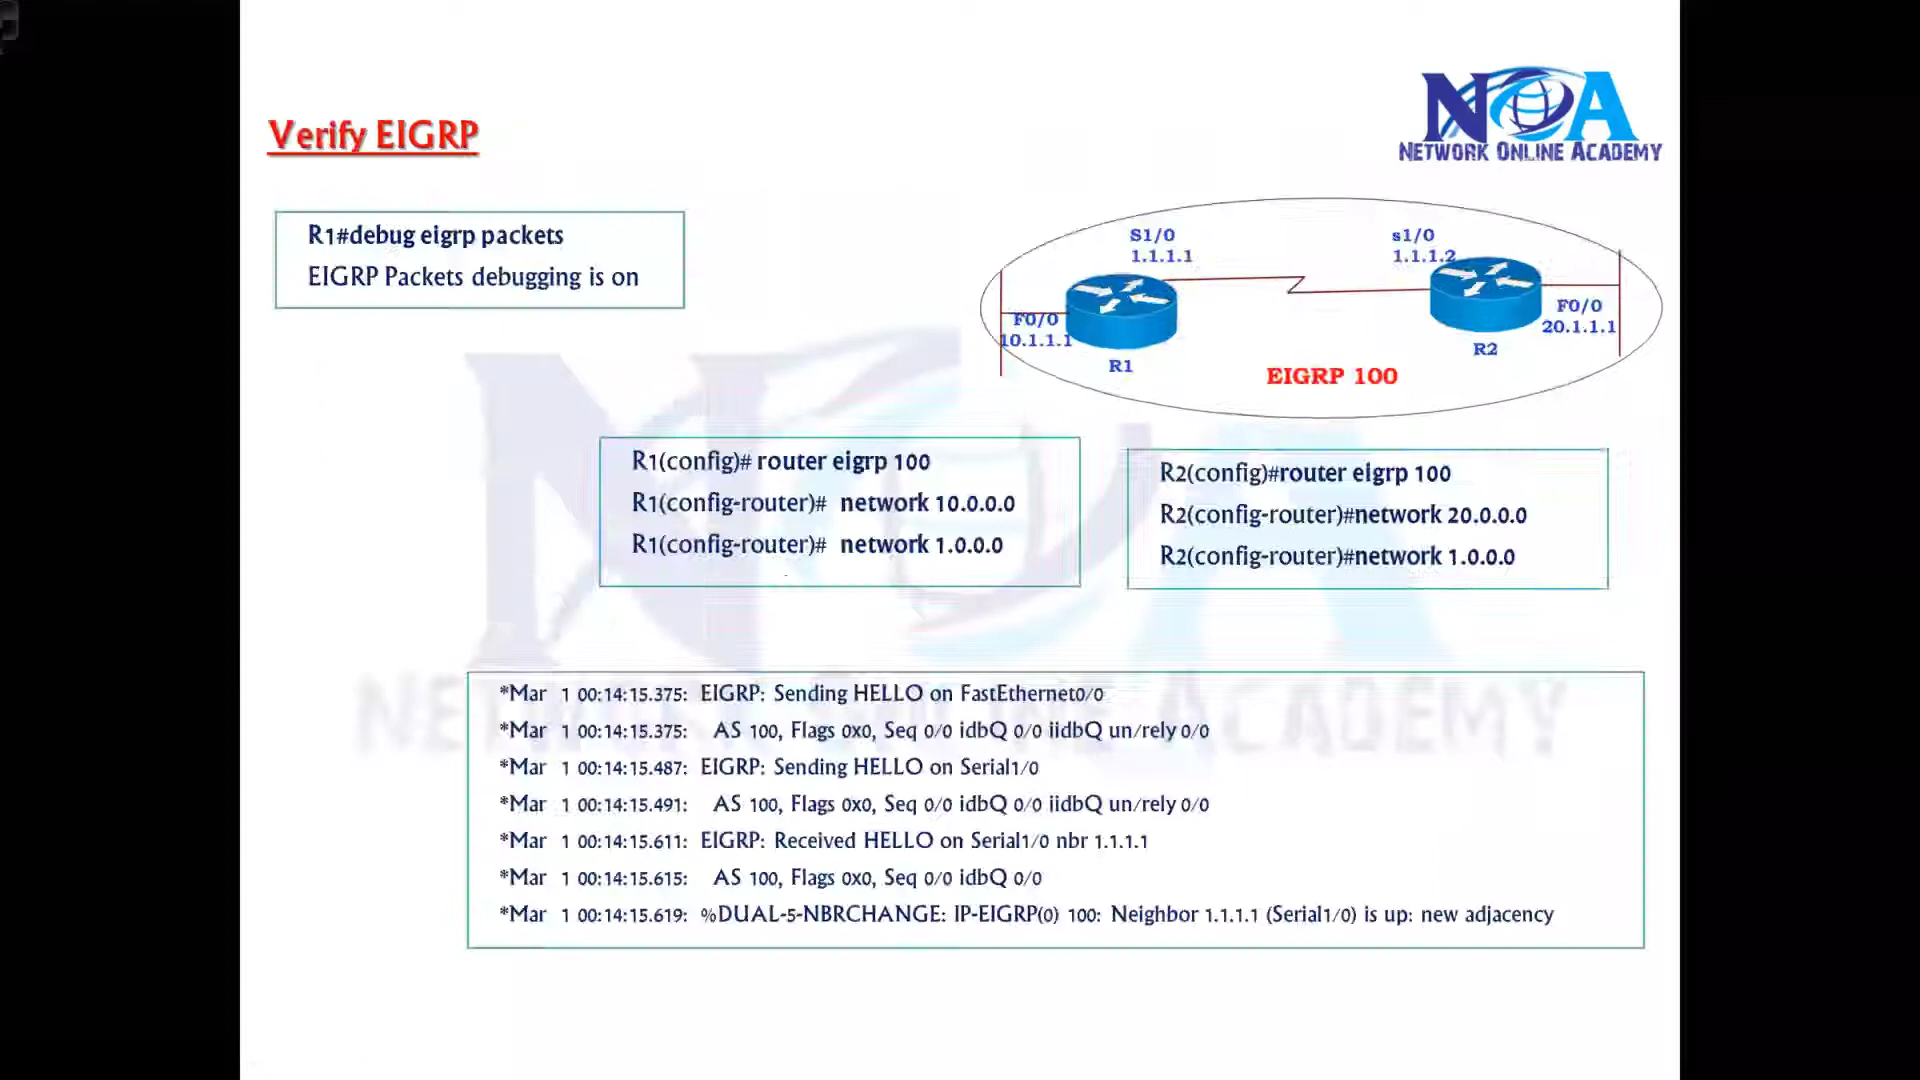 NOA
NETWORK ONLINE ACADEMY
Verify EIGRP
R1#debug eigrp packets
EIGRP Packets debugging is on
S1/0
1.1.1.1
s1/0
1.1.1.2
F0/0
10.1.1.1
F0/0
20.1.1.1
R1
R2
EIGRP 100
R1(config)# router eigrp 100
R1(config-router)# network 10.0.0.0
R1(config-router)# network 1.0.0.0
R2(config)#router eigrp 100
R2(config-router)#network 20.0.0.0
R2(config-router)#network 1.0.0.0
NETWORK ONLINE ACADEMY
*Mar 1 00:14:15.375: EIGRP: Sending HELLO on FastEthernet0/0
*Mar 1 00:14:15.375: AS 100, Flags 0x0, Seq 0/0 idbQ 0/0 iidbQ un/rely 0/0
*Mar 1 00:14:15.487: EIGRP: Sending HELLO on Serial1/0
*Mar 1 00:14:15.491: AS 100, Flags 0x0, Seq 0/0 idbQ 0/0 iidbQ un/rely 0/0
*Mar 1 00:14:15.611: EIGRP: Received HELLO on Serial1/0 nbr 1.1.1.1
*Mar 1 00:14:15.615: AS 100, Flags 0x0, Seq 0/0 idbQ 0/0
*Mar 1 00:14:15.619: %DUAL-5-NBRCHANGE: IP-EIGRP(0) 100: Neighbor 1.1.1.1 (Serial1/0) is up: new adjacency